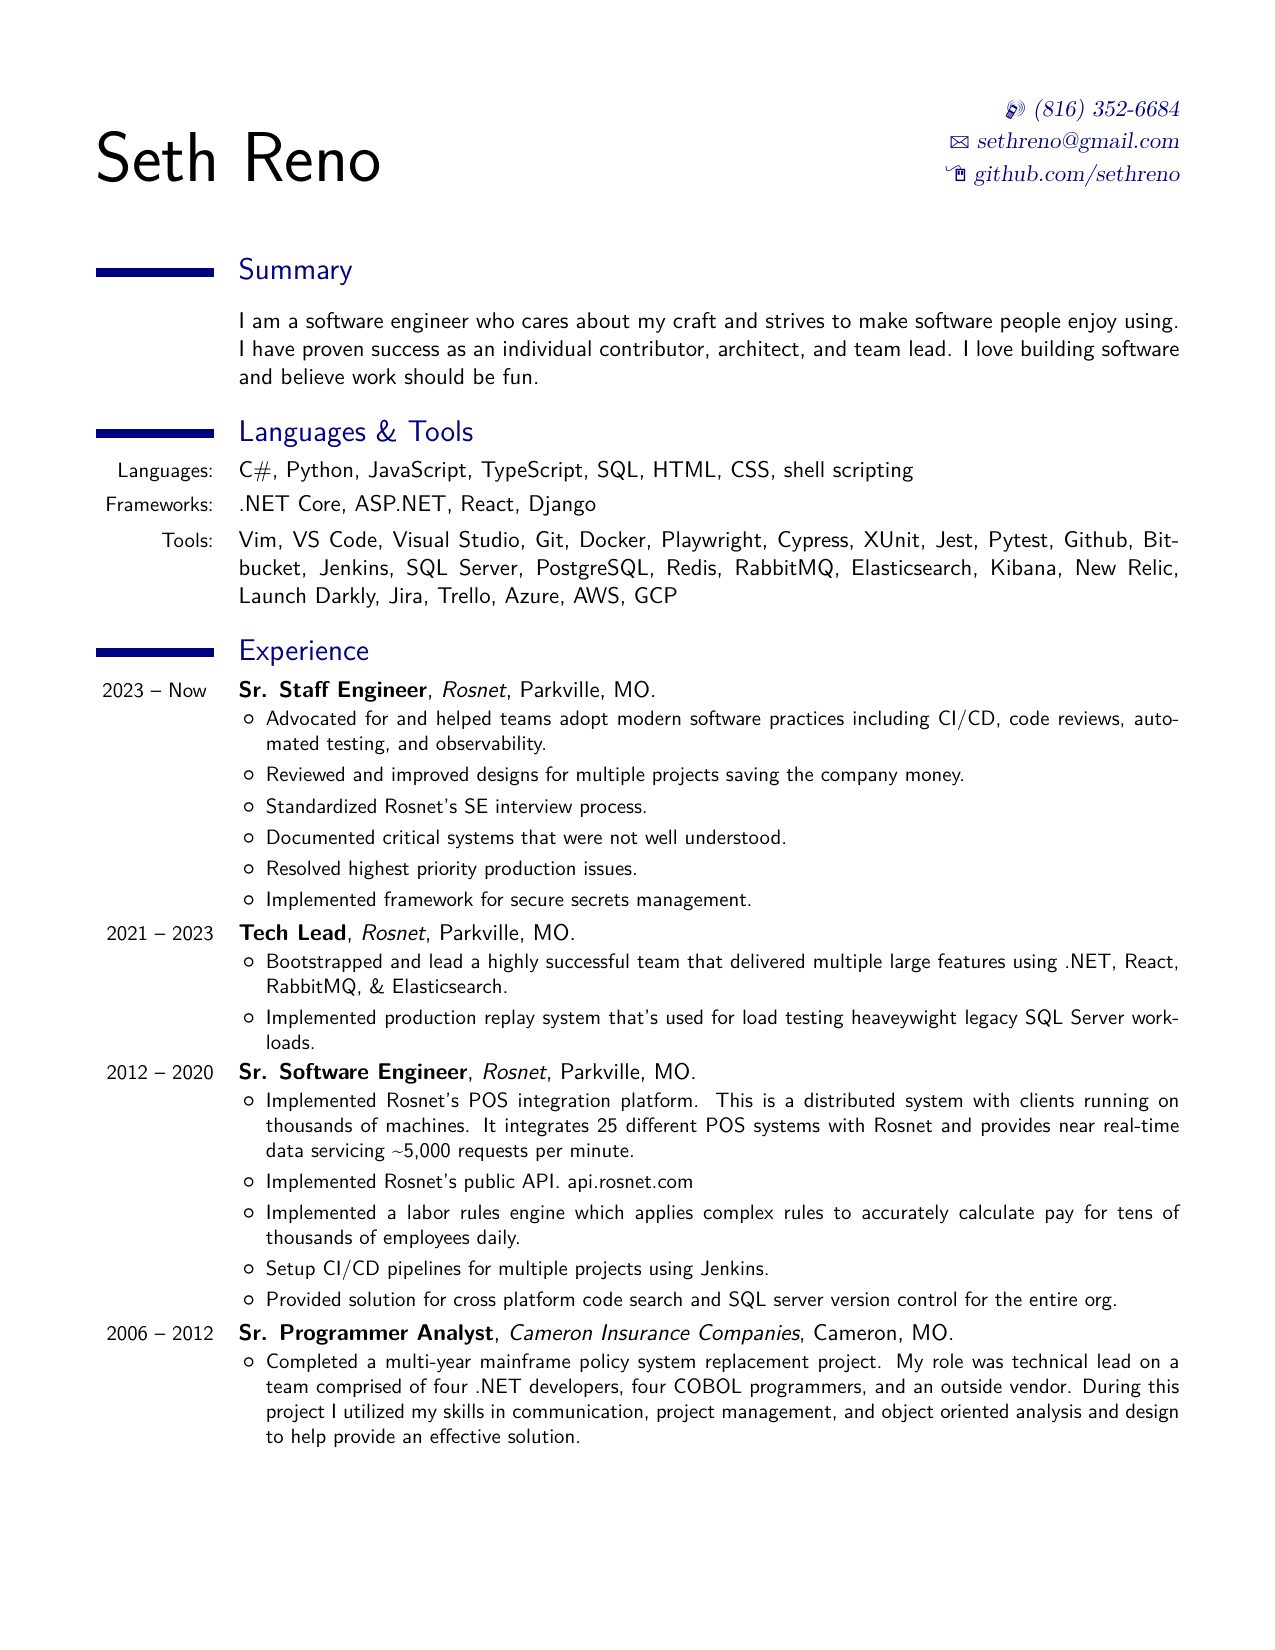 Seth Reno
(816) 352-6684
sethreno@gmail.com
github.com/sethreno
Summary
I am a software engineer who cares about my craft and strives to make software people enjoy using.
I have proven success as an individual contributor, architect, and team lead. I love building software
and believe work should be fun.
Languages & Tools
Languages: C#, Python, JavaScript, TypeScript, SQL, HTML, CSS, shell scripting
Frameworks: .NET Core, ASP.NET, React, Django
Tools: Vim, VS Code, Visual Studio, Git, Docker, Playwright, Cypress, XUnit, Jest, Pytest, Github, Bit-
bucket, Jenkins, SQL Server, PostgreSQL, Redis, RabbitMQ, Elasticsearch, Kibana, New Relic,
Launch Darkly, Jira, Trello, Azure, AWS, GCP
Experience
2023 – Now Sr. Staff Engineer, Rosnet, Parkville, MO.
◦ Advocated for and helped teams adopt modern software practices including CI/CD, code reviews, auto-
mated testing, and observability.
◦ Reviewed and improved designs for multiple projects saving the company money.
◦ Standardized Rosnet's SE interview process.
◦ Documented critical systems that were not well understood.
◦ Resolved highest priority production issues.
◦ Implemented framework for secure secrets management.
2021 – 2023 Tech Lead, Rosnet, Parkville, MO.
◦ Bootstrapped and lead a highly successful team that delivered multiple large features using .NET, React,
RabbitMQ, & Elasticsearch.
◦ Implemented production replay system that's used for load testing heaveywight legacy SQL Server work-
loads.
2012 – 2020 Sr. Software Engineer, Rosnet, Parkville, MO.
◦ Implemented Rosnet's POS integration platform. This is a distributed system with clients running on
thousands of machines. It integrates 25 different POS systems with Rosnet and provides near real-time
data servicing ~5,000 requests per minute.
◦ Implemented Rosnet's public API. api.rosnet.com
◦ Implemented a labor rules engine which applies complex rules to accurately calculate pay for tens of
thousands of employees daily.
◦ Setup CI/CD pipelines for multiple projects using Jenkins.
◦ Provided solution for cross platform code search and SQL server version control for the entire org.
2006 – 2012 Sr. Programmer Analyst, Cameron Insurance Companies, Cameron, MO.
◦ Completed a multi-year mainframe policy system replacement project. My role was technical lead on a
team comprised of four .NET developers, four COBOL programmers, and an outside vendor. During this
project I utilized my skills in communication, project management, and object oriented analysis and design
to help provide an effective solution.